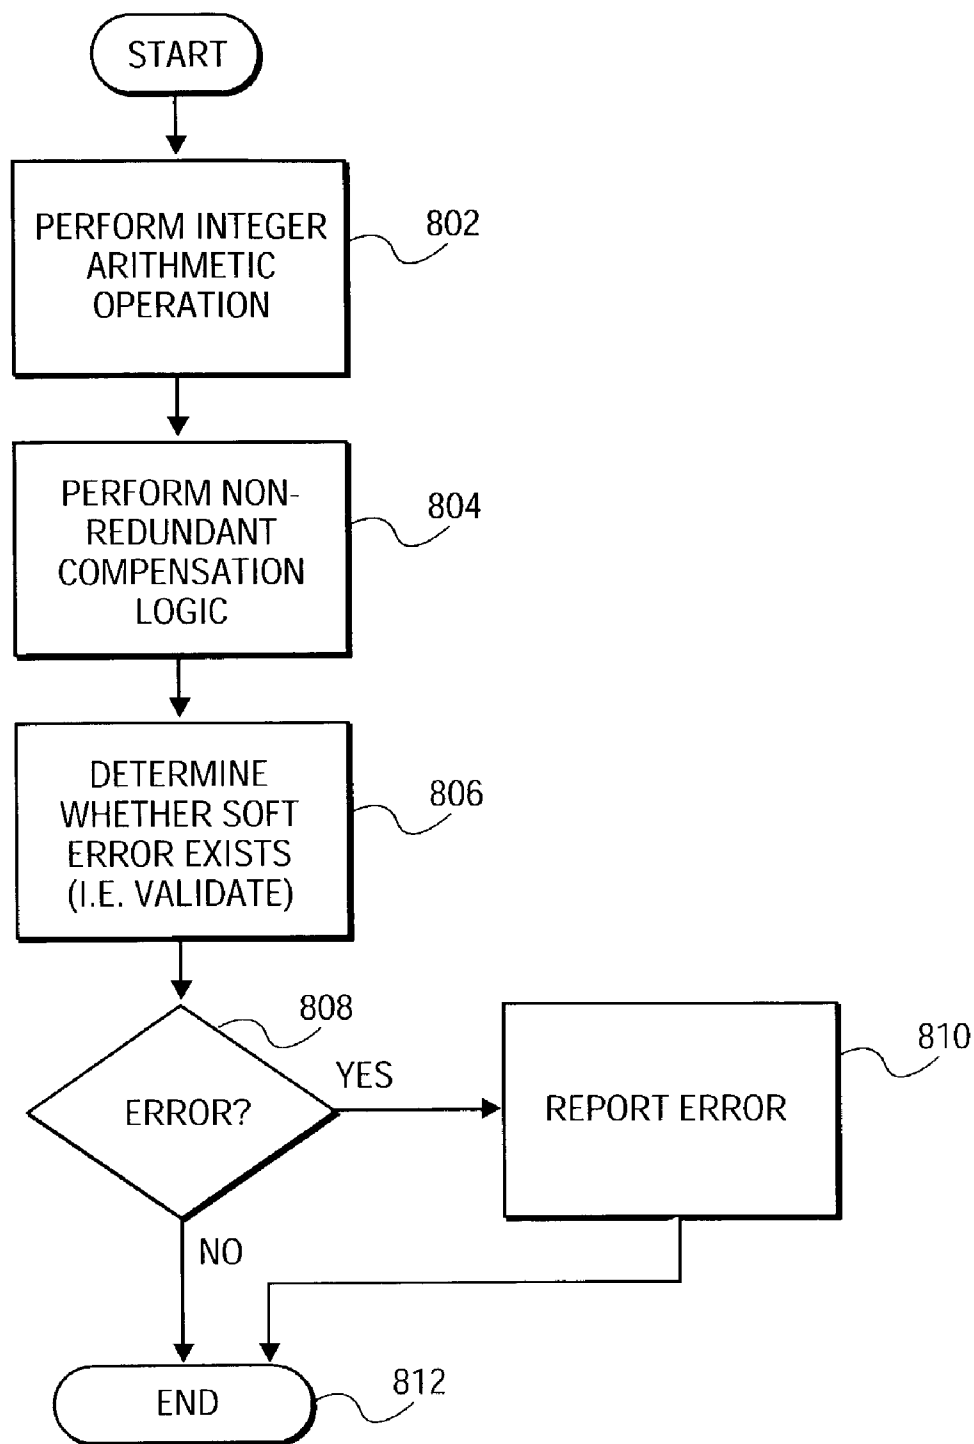 START
PERFORM INTEGER
ARITHMETIC
OPERATION
802
PERFORM NON-
REDUNDANT
COMPENSATION
LOGIC
804
DETERMINE
WHETHER SOFT
ERROR EXISTS
(I.E. VALIDATE)
806
808
ERROR?
YES
REPORT ERROR
810
NO
END
812